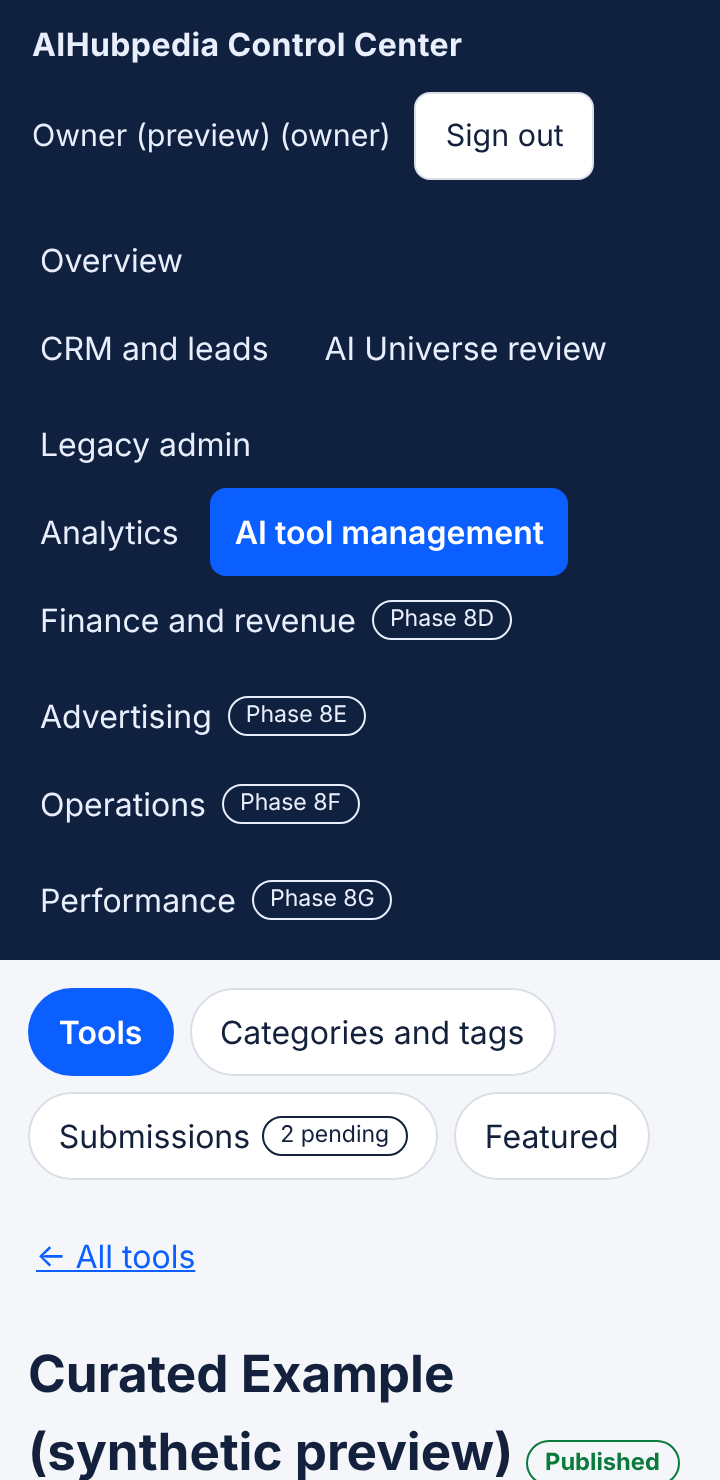 AIHubpedia Control Center
Owner (preview) (owner) Sign out
Overview
CRM and leads AI Universe review
Legacy admin
Analytics AI tool management
Finance and revenue Phase 8D
Advertising Phase 8E
Operations Phase 8F
Performance Phase 8G
Tools Categories and tags
Submissions 2 pending Featured
← All tools
Curated Example
(synthetic preview) Published